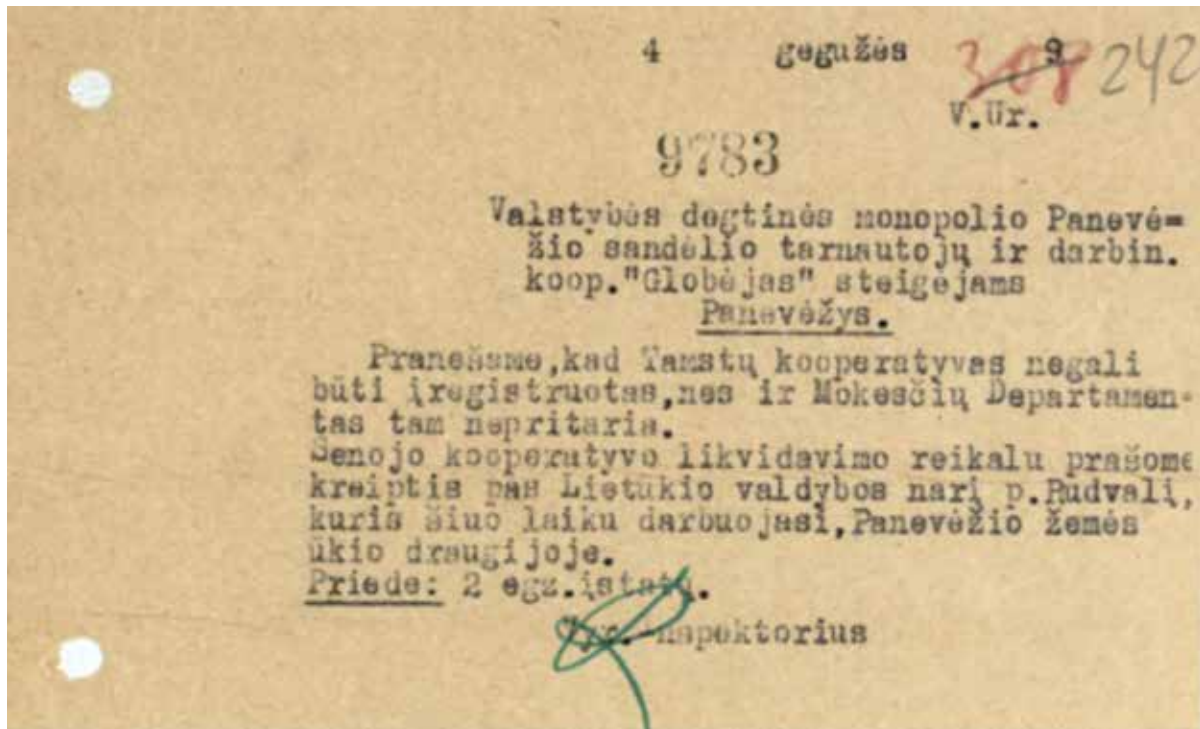 4 gegužės 9
308 242
V.Ur.
9783
Valstybės degtinės monopolio Panevė=
žio sandėlio tarnautojų ir darbin.
koop."Globėjas" steigėjams
Panevėžys.
Pranešame,kad Tamstų kooperatyvas negali
būti įregistruotas,nes ir Mokesčių Departamen-
tas tam nepritaria.
Senojo kooperatyvo likvidavimo reikalu prašome
kreiptis pas Lietūkio valdybos narį p.Rudvalį,
kuris šiuo laiku darbuojasi,Panevėžio žemės
ūkio draugijoje.
Priede: 2 egz.įstatų.
Vyr. inspektorius